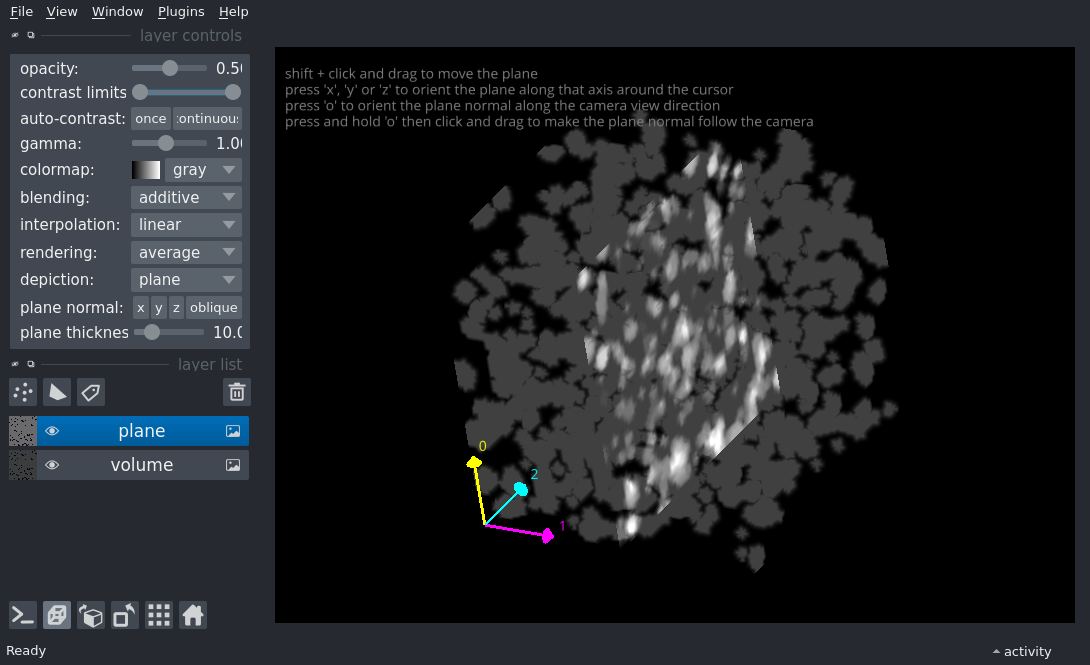 File View Window Plugins Help
layer controls
opacity: 0.50
contrast limits
auto-contrast: once continuous
gamma: 1.00
colormap: gray
blending: additive
interpolation: linear
rendering: average
depiction: plane
plane normal: x y z oblique
plane thicknes 10.0
layer list
plane
volume
shift + click and drag to move the plane
press 'x', 'y' or 'z' to orient the plane along that axis around the cursor
press 'o' to orient the plane normal along the camera view direction
press and hold 'o' then click and drag to make the plane normal follow the camera
0
2
1
Ready
activity